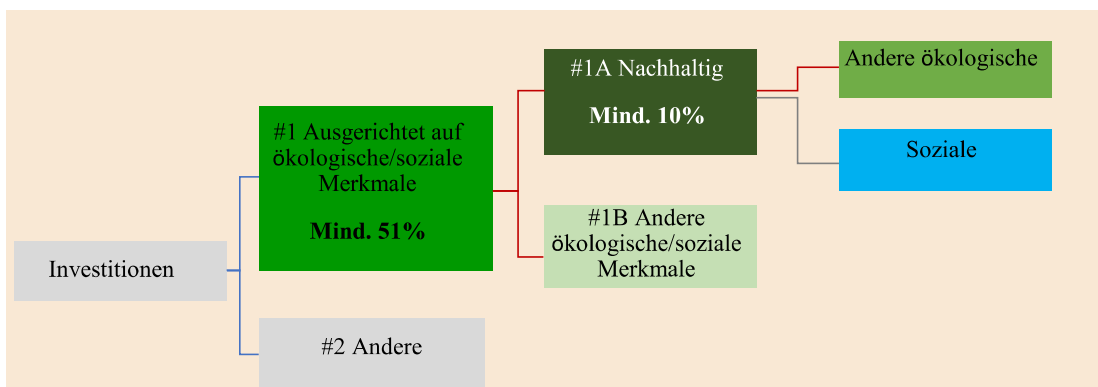 Investitionen
#1 Ausgerichtet auf
ökologische/soziale
Merkmale
Mind. 51%
#2 Andere
#1A Nachhaltig
Mind. 10%
#1B Andere
ökologische/soziale
Merkmale
Andere ökologische
Soziale